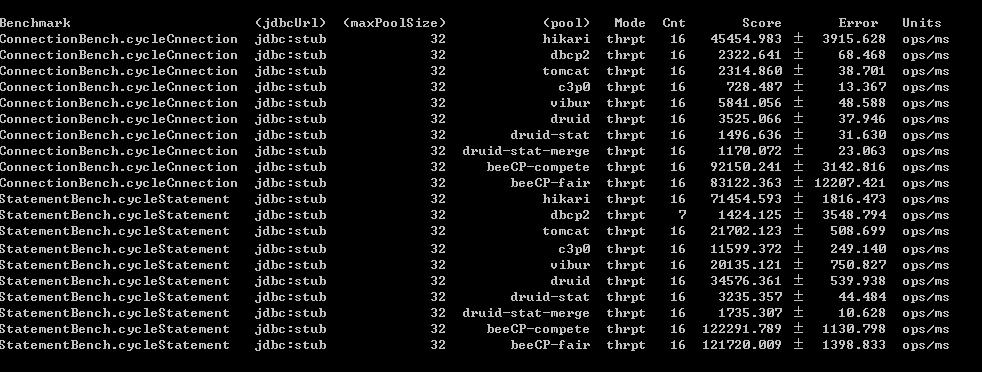 Benchmark (jdbcUrl) (maxPoolSize) (pool) Mode Cnt Score Error Units
ConnectionBench.cycleCnnection jdbc:stub 32 hikari thrpt 16 45454.983 ± 3915.628 ops/ms
ConnectionBench.cycleCnnection jdbc:stub 32 dbcp2 thrpt 16 2322.641 ± 68.468 ops/ms
ConnectionBench.cycleCnnection jdbc:stub 32 tomcat thrpt 16 2314.860 ± 38.701 ops/ms
ConnectionBench.cycleCnnection jdbc:stub 32 c3p0 thrpt 16 728.487 ± 13.367 ops/ms
ConnectionBench.cycleCnnection jdbc:stub 32 vibur thrpt 16 5841.056 ± 48.588 ops/ms
ConnectionBench.cycleCnnection jdbc:stub 32 druid thrpt 16 3525.066 ± 37.946 ops/ms
ConnectionBench.cycleCnnection jdbc:stub 32 druid-stat thrpt 16 1496.636 ± 31.630 ops/ms
ConnectionBench.cycleCnnection jdbc:stub 32 druid-stat-merge thrpt 16 1170.072 ± 23.063 ops/ms
ConnectionBench.cycleCnnection jdbc:stub 32 beeCP-compete thrpt 16 92150.241 ± 3142.816 ops/ms
ConnectionBench.cycleCnnection jdbc:stub 32 beeCP-fair thrpt 16 83122.363 ± 12207.421 ops/ms
StatementBench.cycleStatement jdbc:stub 32 hikari thrpt 16 71454.593 ± 1816.473 ops/ms
StatementBench.cycleStatement jdbc:stub 32 dbcp2 thrpt 7 1424.125 ± 3548.794 ops/ms
StatementBench.cycleStatement jdbc:stub 32 tomcat thrpt 16 21702.123 ± 508.699 ops/ms
StatementBench.cycleStatement jdbc:stub 32 c3p0 thrpt 16 11599.372 ± 249.140 ops/ms
StatementBench.cycleStatement jdbc:stub 32 vibur thrpt 16 20135.121 ± 750.827 ops/ms
StatementBench.cycleStatement jdbc:stub 32 druid thrpt 16 34576.361 ± 539.938 ops/ms
StatementBench.cycleStatement jdbc:stub 32 druid-stat thrpt 16 3235.357 ± 44.484 ops/ms
StatementBench.cycleStatement jdbc:stub 32 druid-stat-merge thrpt 16 1735.307 ± 10.628 ops/ms
StatementBench.cycleStatement jdbc:stub 32 beeCP-compete thrpt 16 122291.789 ± 1130.798 ops/ms
StatementBench.cycleStatement jdbc:stub 32 beeCP-fair thrpt 16 121720.009 ± 1398.833 ops/ms